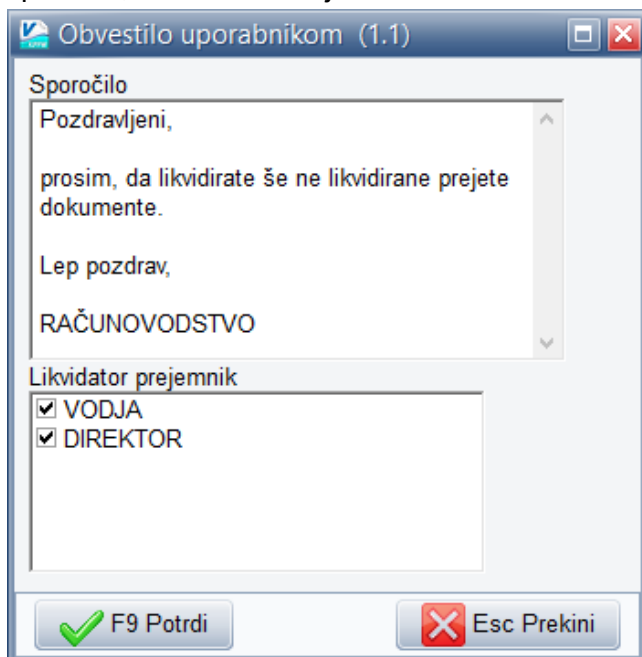 Obvestilo uporabnikom (1.1)
Sporočilo
Pozdravljeni,
prosim, da likvidirate še ne likvidirane prejete
dokumente.
Lep pozdrav,
RAČUNOVODSTVO
Likvidator prejemnik
VODJA
DIREKTOR
F9 Potrdi
Esc Prekini